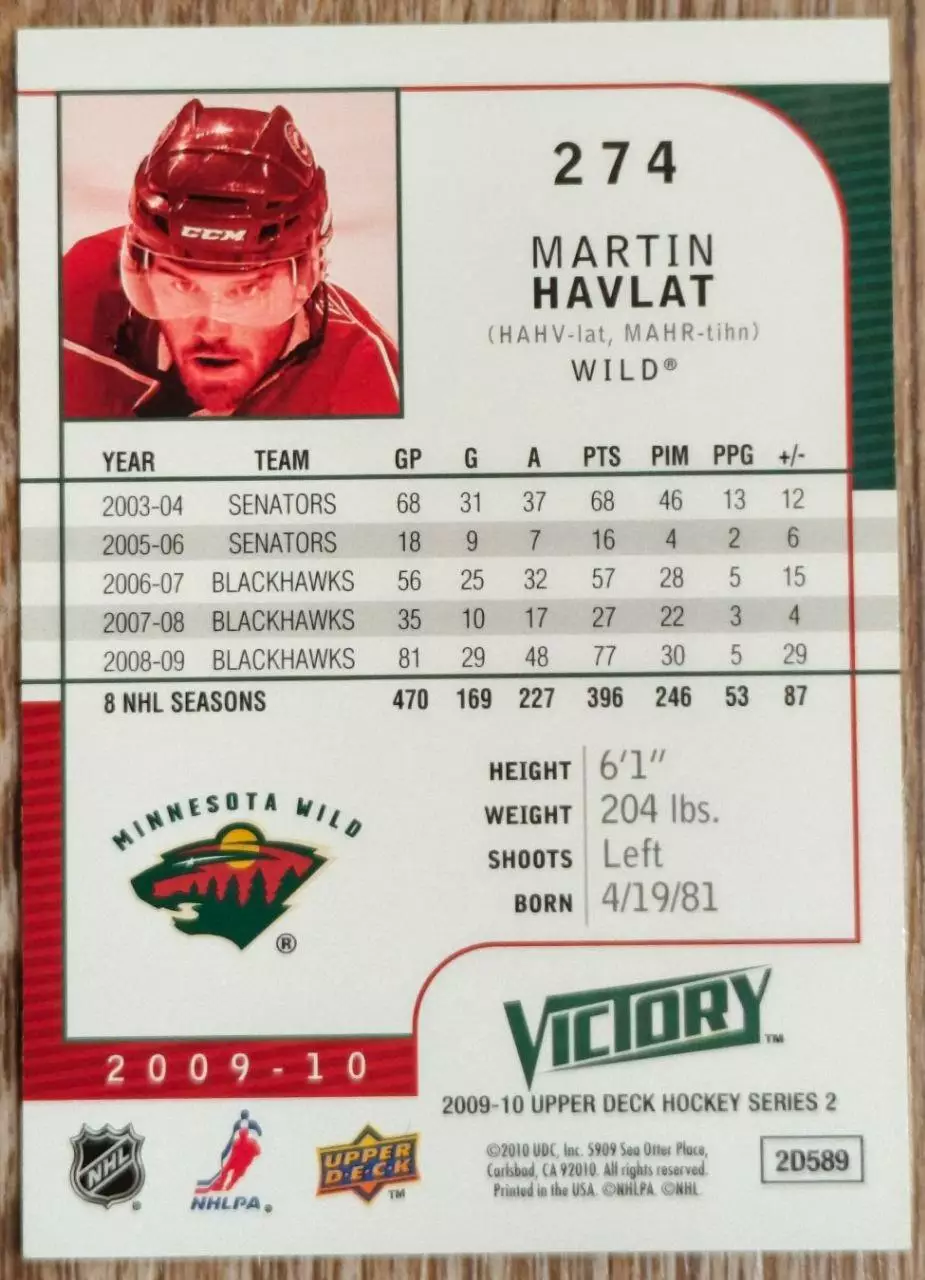 CCM
274
MARTIN
HAVLAT
(HAHV-lat, MAHR-tihn)
WILD®
YEAR TEAM GP G A PTS PIM PPG +/-
2003-04 SENATORS 68 31 37 68 46 13 12
2005-06 SENATORS 18 9 7 16 4 2 6
2006-07 BLACKHAWKS 56 25 32 57 28 5 15
2007-08 BLACKHAWKS 35 10 17 27 22 3 4
2008-09 BLACKHAWKS 81 29 48 77 30 5 29
8 NHL SEASONS 470 169 227 396 246 53 87
HEIGHT 6'1"
WEIGHT 204 lbs.
SHOOTS Left
BORN 4/19/81
MINNESOTA WILD
®
VICTORY™
2009-10
2009-10 UPPER DECK HOCKEY SERIES 2
NHL®
NHLPA®
UPPER DECK™
©2010 UDC, Inc. 5909 Sea Otter Place,
Carlsbad, CA 92010. All rights reserved.
Printed in the USA. ©NHLPA. ©NHL.
2D589